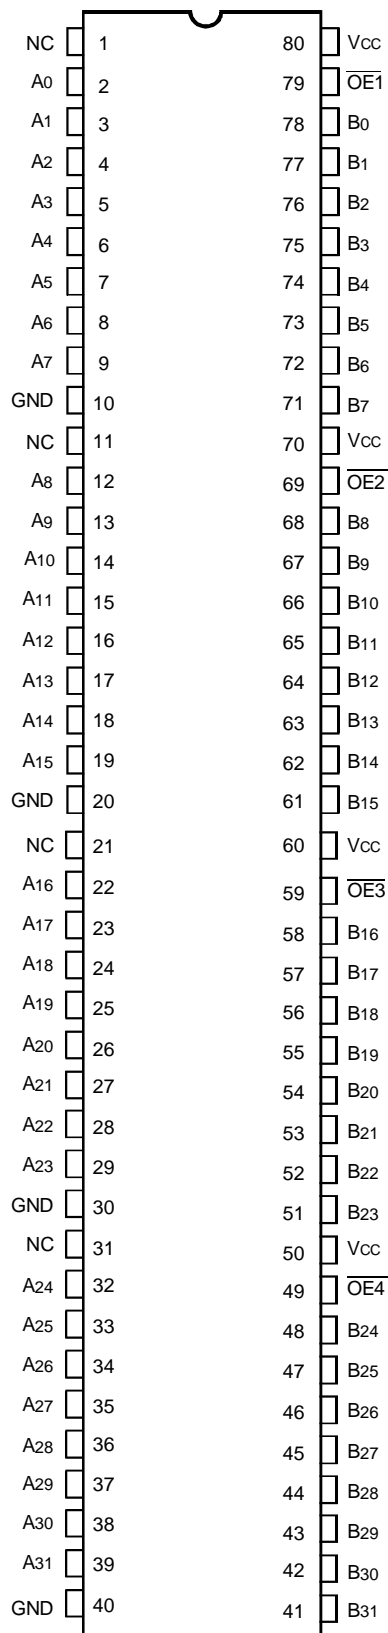 NC 1 80 VCC
A0 2 79 OE1
A1 3 78 B0
A2 4 77 B1
A3 5 76 B2
A4 6 75 B3
A5 7 74 B4
A6 8 73 B5
A7 9 72 B6
GND 10 71 B7
NC 11 70 VCC
A8 12 69 OE2
A9 13 68 B8
A10 14 67 B9
A11 15 66 B10
A12 16 65 B11
A13 17 64 B12
A14 18 63 B13
A15 19 62 B14
GND 20 61 B15
NC 21 60 VCC
A16 22 59 OE3
A17 23 58 B16
A18 24 57 B17
A19 25 56 B18
A20 26 55 B19
A21 27 54 B20
A22 28 53 B21
A23 29 52 B22
GND 30 51 B23
NC 31 50 VCC
A24 32 49 OE4
A25 33 48 B24
A26 34 47 B25
A27 35 46 B26
A28 36 45 B27
A29 37 44 B28
A30 38 43 B29
A31 39 42 B30
GND 40 41 B31